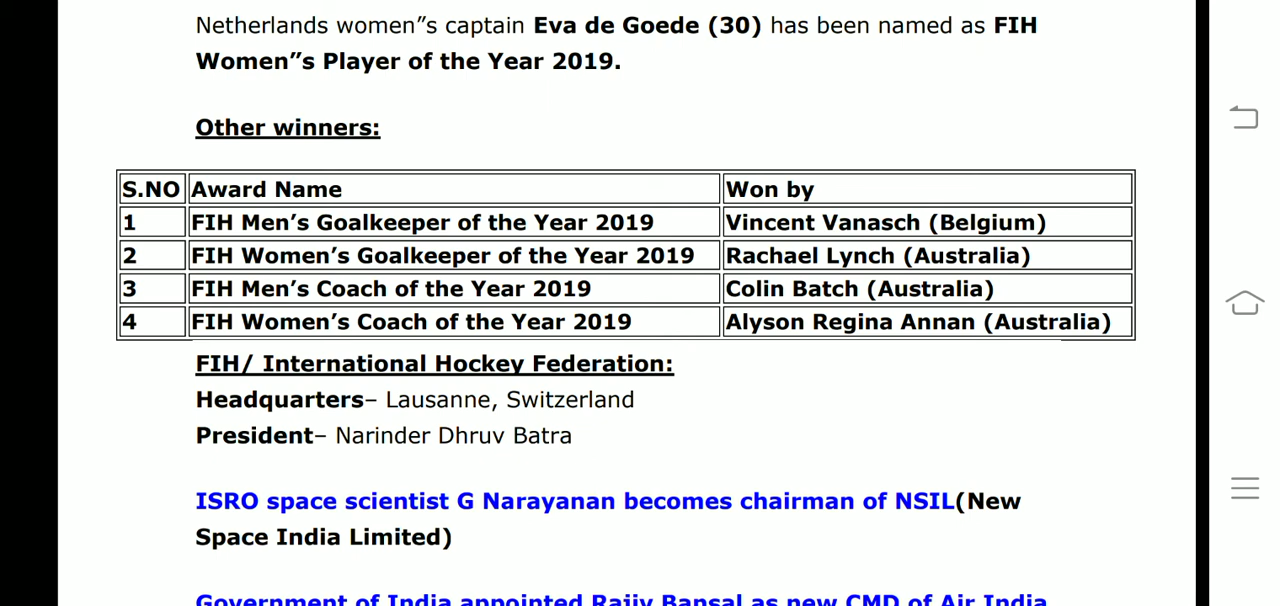 Netherlands women”s captain Eva de Goede (30) has been named as FIH
Women”s Player of the Year 2019.
Other winners:
S.NO Award Name Won by
1 FIH Men’s Goalkeeper of the Year 2019 Vincent Vanasch (Belgium)
2 FIH Women’s Goalkeeper of the Year 2019 Rachael Lynch (Australia)
3 FIH Men’s Coach of the Year 2019 Colin Batch (Australia)
4 FIH Women’s Coach of the Year 2019 Alyson Regina Annan (Australia)
FIH/ International Hockey Federation:
Headquarters– Lausanne, Switzerland
President– Narinder Dhruv Batra
ISRO space scientist G Narayanan becomes chairman of NSIL(New
Space India Limited)
Government of India appointed Rajiv Bansal as new CMD of Air India